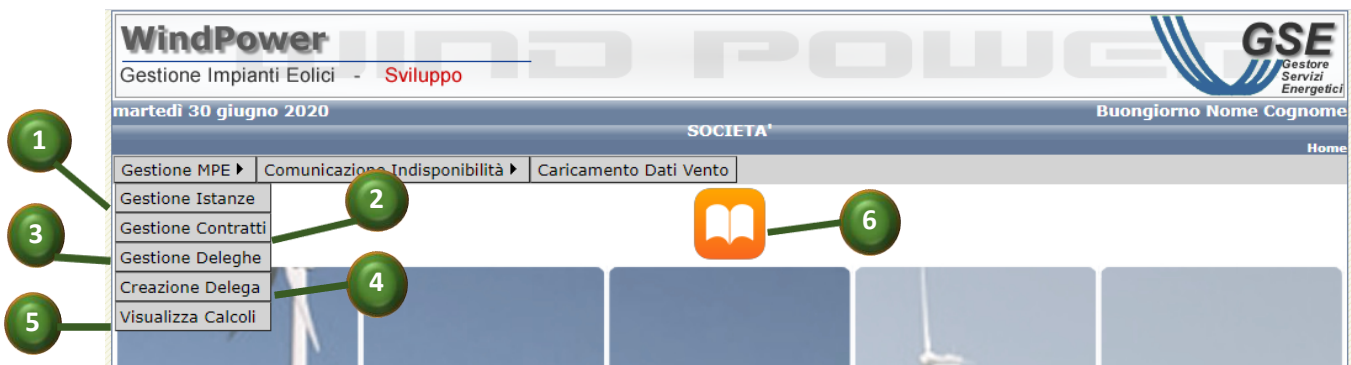 WindPower
WIND POWER
Gestione Impianti Eolici - Sviluppo
GSE
Gestore
Servizi
Energetici
martedì 30 giugno 2020
Buongiorno Nome Cognome
SOCIETA'
Home
Gestione MPE
Comunicazione Indisponibilità
Caricamento Dati Vento
Gestione Istanze
Gestione Contratti
Gestione Deleghe
Creazione Delega
Visualizza Calcoli
1
2
3
4
5
6